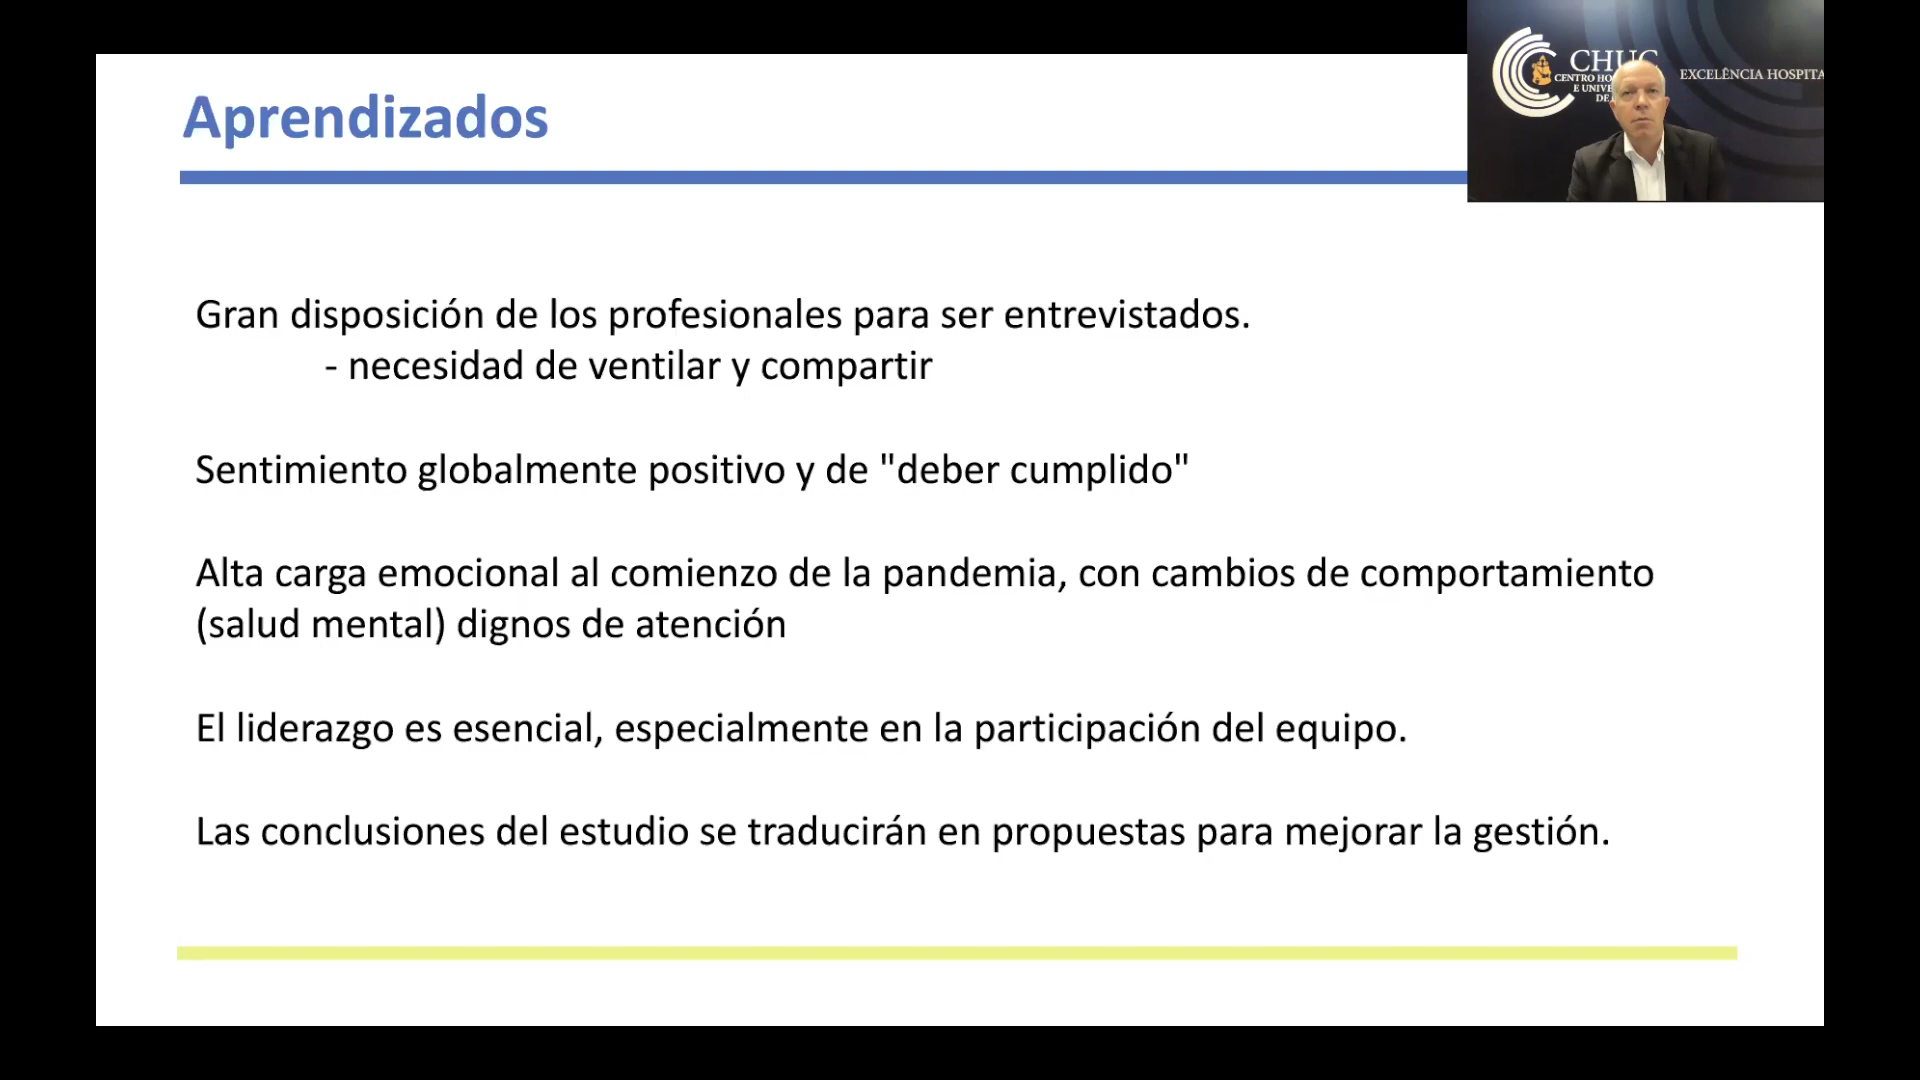 Aprendizados
CHUC
CENTRO
E
DE
EXCELÊNCIA
Gran disposición de los profesionales para ser entrevistados.
- necesidad de ventilar y compartir
Sentimiento globalmente positivo y de "deber cumplido"
Alta carga emocional al comienzo de la pandemia, con cambios de comportamiento
(salud mental) dignos de atención
El liderazgo es esencial, especialmente en la participación del equipo.
Las conclusiones del estudio se traducirán en propuestas para mejorar la gestión.